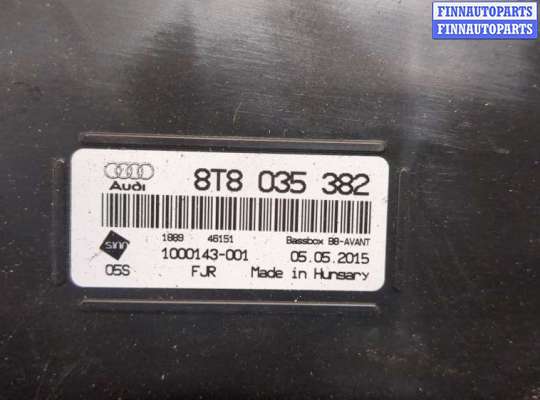 FINNAUTOPARTS
FINNAUTOPARTS
Audi 8T8 035 382
1889 46151 Bassbox B8-AVANT
1000143-001 05.05.2015
05S FJR Made in Hungary